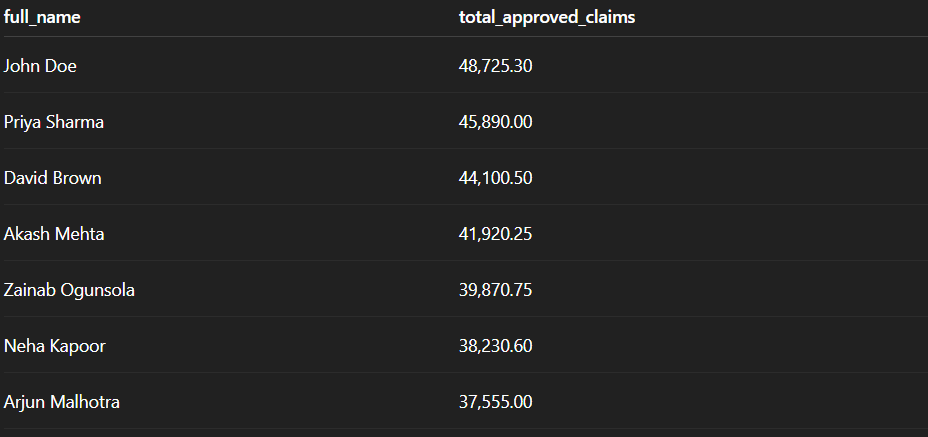 full_name total_approved_claims
John Doe 48,725.30
Priya Sharma 45,890.00
David Brown 44,100.50
Akash Mehta 41,920.25
Zainab Ogunsola 39,870.75
Neha Kapoor 38,230.60
Arjun Malhotra 37,555.00